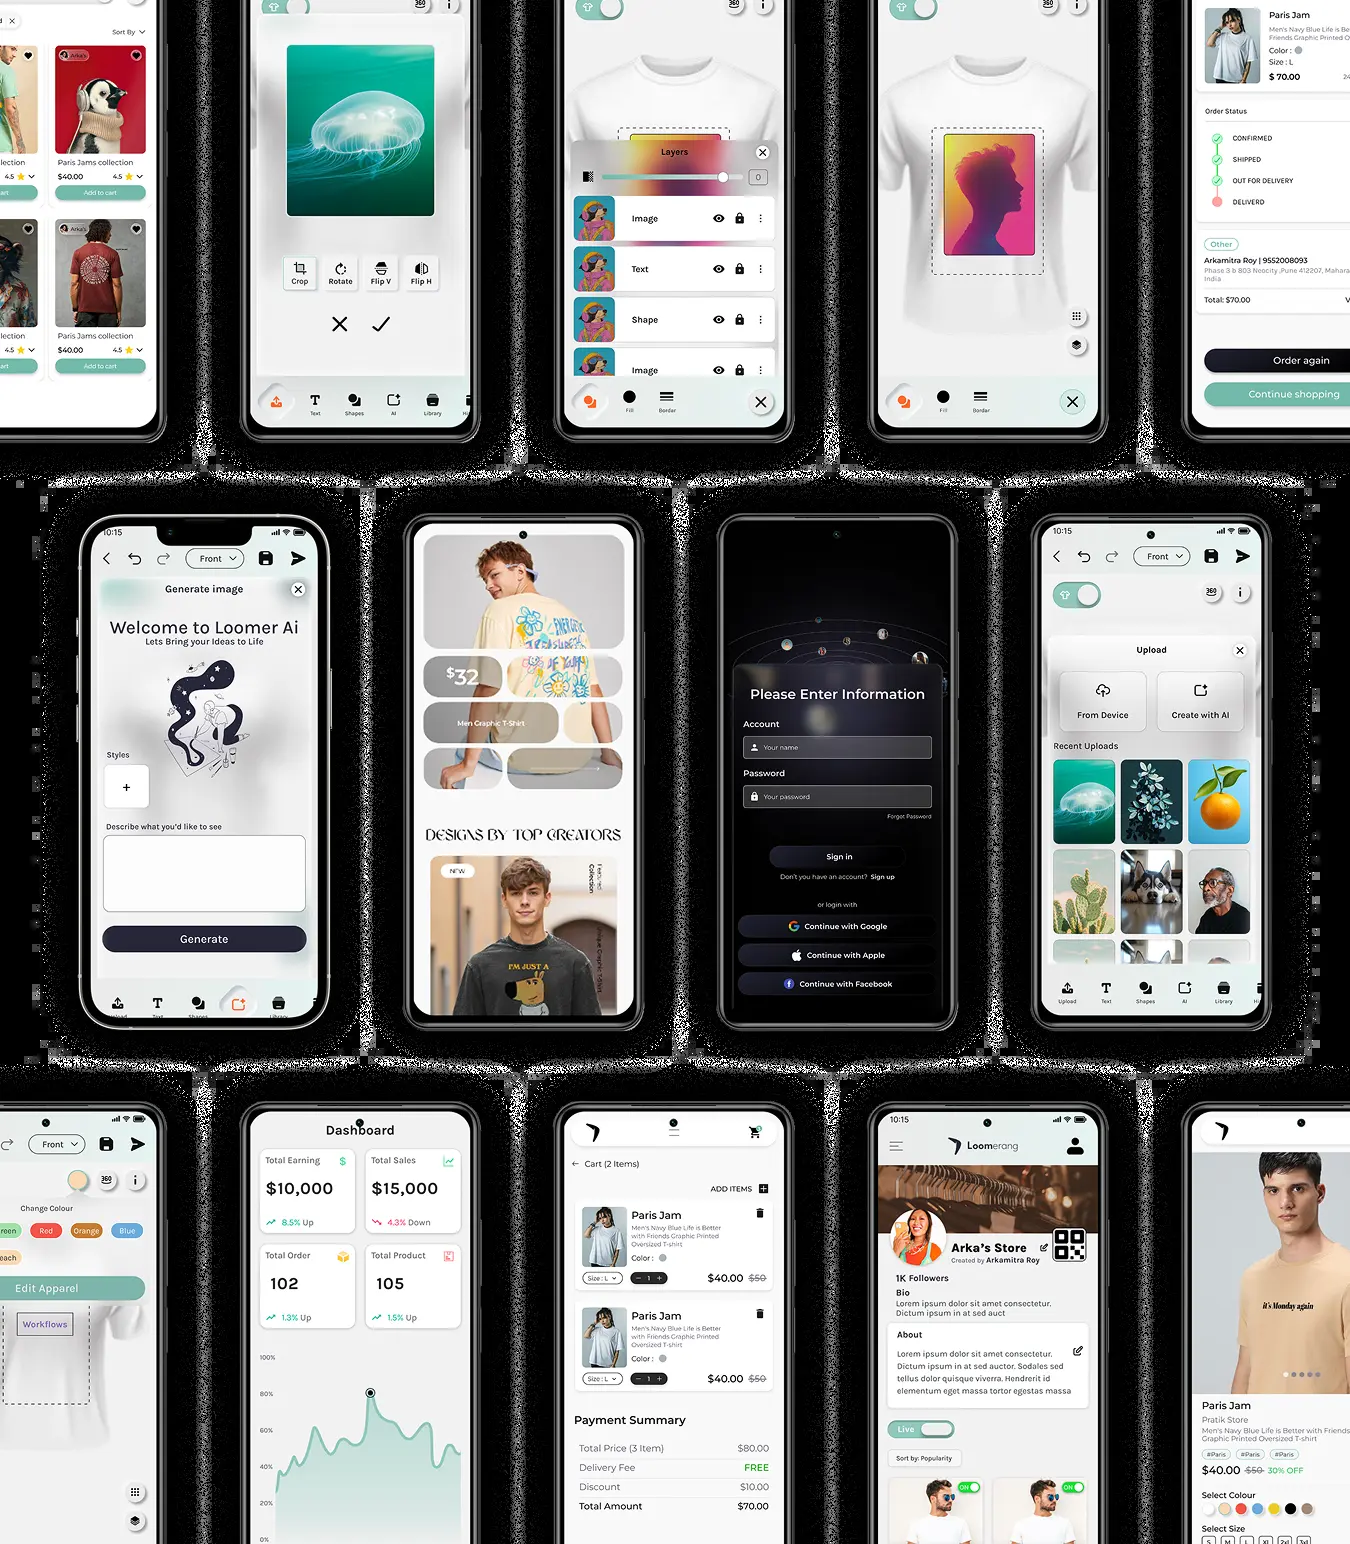 Sort By
Arka's
Paris Jams collection
$40.00
4.5
Add to cart
lection
4.5
art
Arka's
Paris Jams collection
$40.00
4.5
Add to cart
lection
4.5
art
360
i
Crop
Rotate
Flip V
Flip H
Text
Shapes
AI
Library
360
i
Layers
0
Image
Text
Shape
Image
Fill
Bordar
360
i
Fill
Bordar
Paris Jam
Men's Navy Blue Life is Be
Friends Graphic Printed O
Color :
Size : L
$ 70.00
Order Status
CONFIRMED
SHIPPED
OUT FOR DELIVERY
DELIVERD
Other
Arkamitra Roy | 9552008093
Phase 3 b 803 Neocity ,Pune 412207, Mahara
India
Total: $70.00
Order again
Continue shopping
10:15
Front
Generate image
Welcome to Loomer Ai
Lets Bring your Ideas to Life
Styles
+
Describe what you'd like to see
Generate
Text
Shapes
Library
$32
Men Graphic T-Shirt
DESIGNS BY TOP CREATORS
NEW
Featured
Collection
Unique Graphic T-Shirt
I'M JUST A
Please Enter Information
Account
Your name
Password
Your password
Forgot Password
Sign in
Don't you have an account? Sign up
or login with
Continue with Google
Continue with Apple
Continue with Facebook
10:15
Front
360
i
Upload
From Device
Create with AI
Recent Uploads
Upload
Text
Shapes
AI
Library
Front
360
i
Change Colour
reen
Red
Orange
Blue
each
Edit Apparel
Workflows
Dashboard
Total Earning
$
$10,000
8.5% Up
Total Sales
$15,000
4.3% Down
Total Order
102
1.3% Up
Total Product
105
1.5% Up
100%
80%
60%
40%
20%
0%
Cart (2 Items)
ADD ITEMS
Paris Jam
Men's Navy Blue Life is Better
with Friends Graphic Printed
Oversized T-shirt
Color :
Size : L
− 1 +
$40.00 $50
Paris Jam
Men's Navy Blue Life is Better
with Friends Graphic Printed
Oversized T-shirt
Color :
Size : L
− 1 +
$40.00 $50
Payment Summary
Total Price (3 Item) $80.00
Delivery Fee FREE
Discount $10.00
Total Amount $70.00
10:15
Loomerang
Arka's Store
Created by Arkamitra Roy
1K Followers
Bio
Lorem ipsum dolor sit amet consectetur.
Dictum ipsum in at sed auct
About
Lorem ipsum dolor sit amet consectetur.
Dictum ipsum in at sed auctor. Sodales sed
tellus dolor quisque viverra. Hendrerit id
elementum eget massa tortor egestas massa
Live
Sort by: Popularity
ON
ON
it's Monday again
Paris Jam
Pratik Store
Men's Navy Blue Life is Better with Friends
Graphic Printed Oversized T-shirt
#Paris
#Paris
#Paris
$40.00 $50 30% OFF
Select Colour
Select Size
S
M
L
XL
2xl
3xl